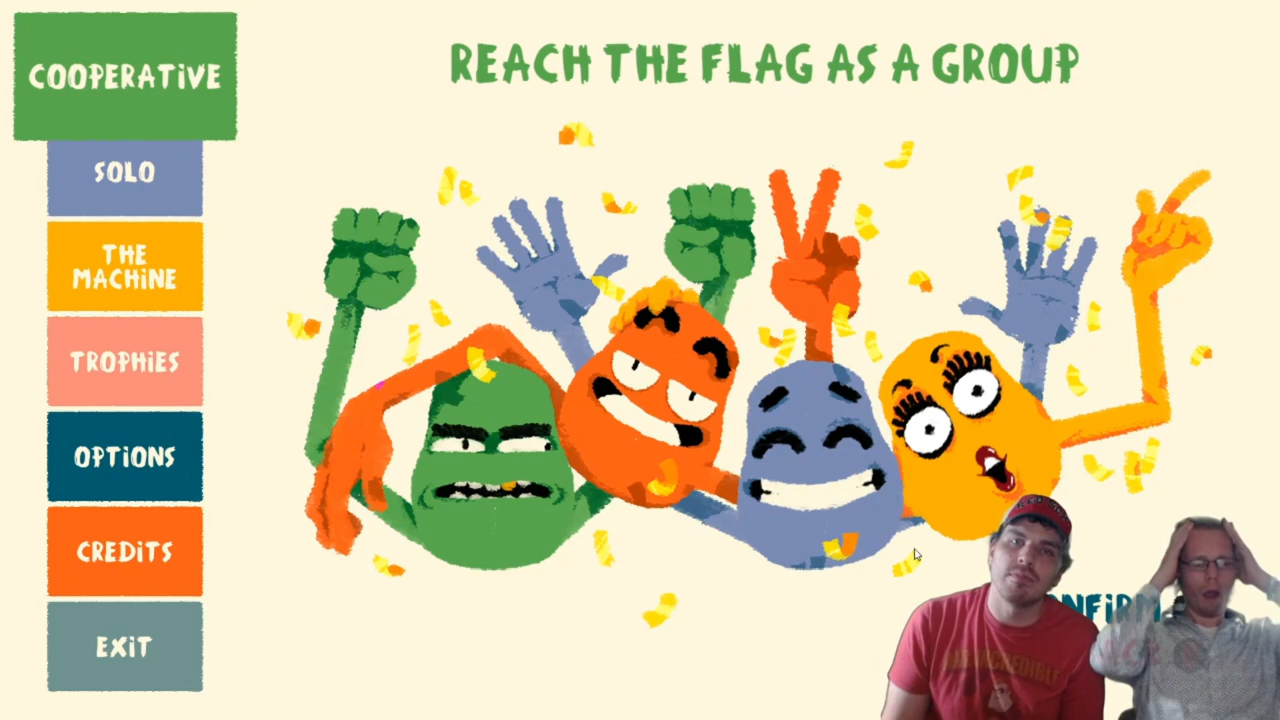 COOPERATiVE
REACH THE FLAG AS A GROUP
SOLO
THE
MACHiNE
TROPHiES
OPTiONS
CREDiTS
EXiT